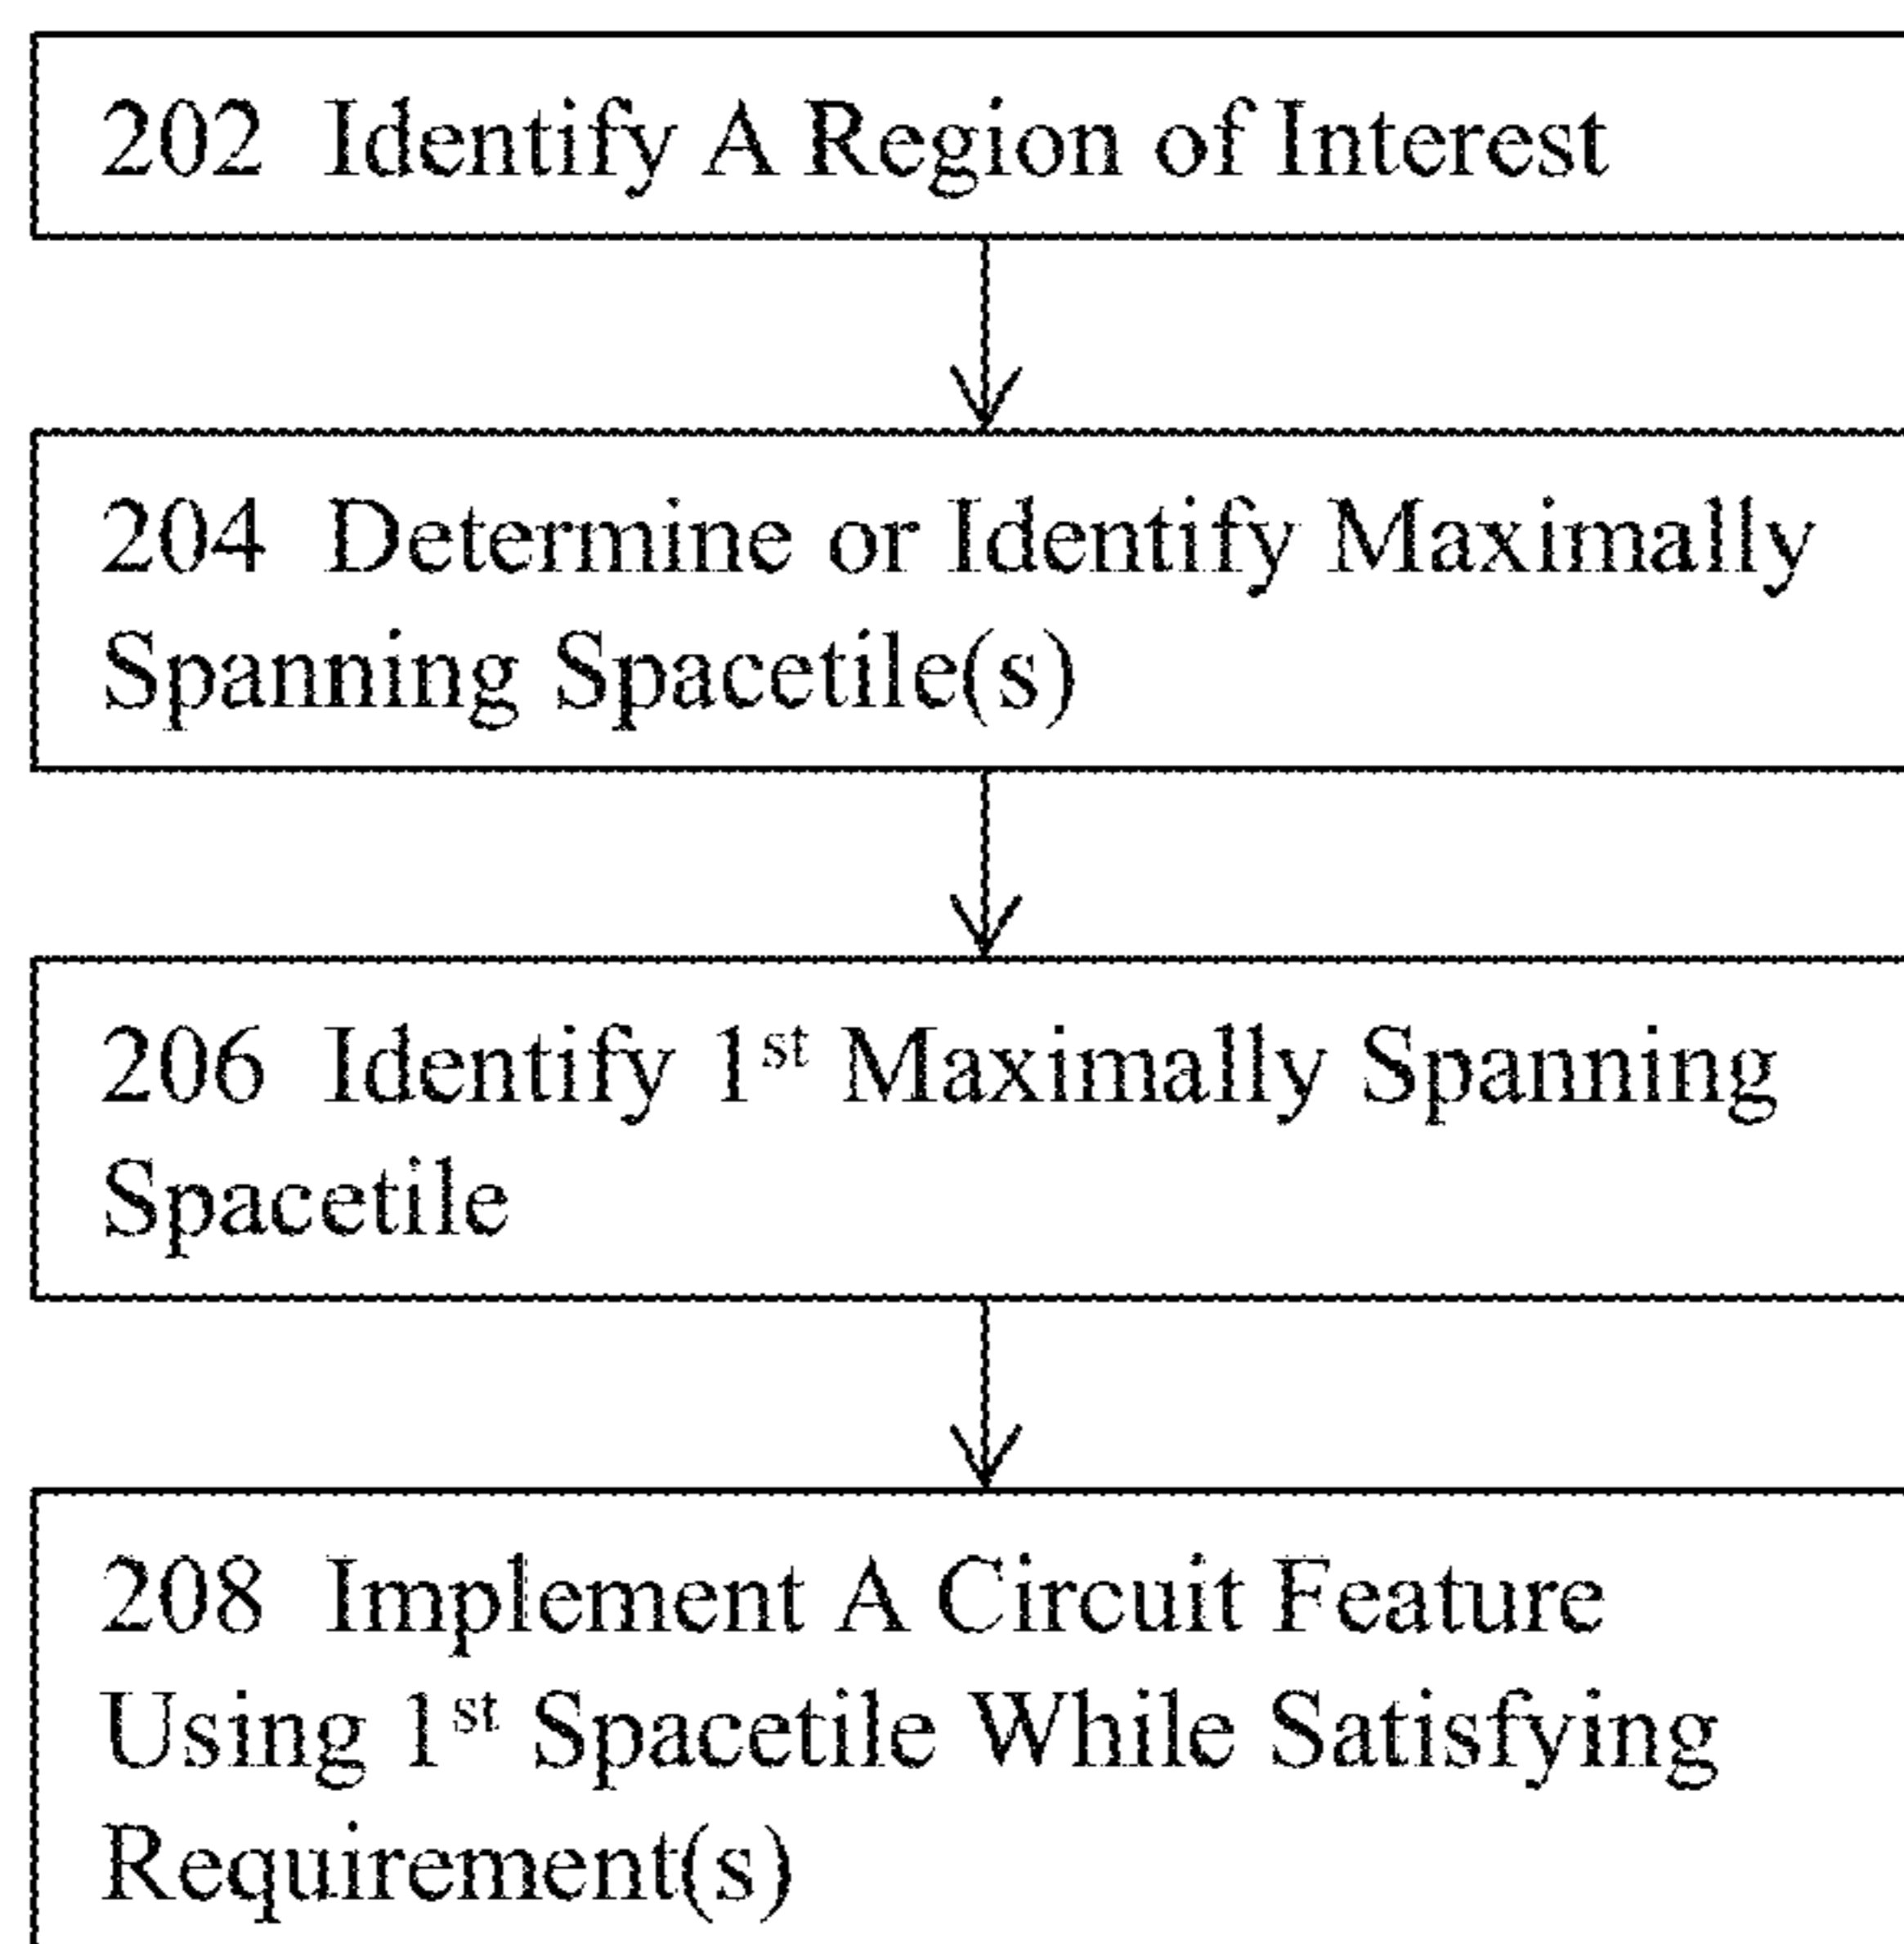 202 Identify A Region of Interest
204 Determine or Identify Maximally
Spanning Spacetile(s)
206 Identify 1st Maximally Spanning
Spacetile
208 Implement A Circuit Feature
Using 1st Spacetile While Satisfying
Requirement(s)